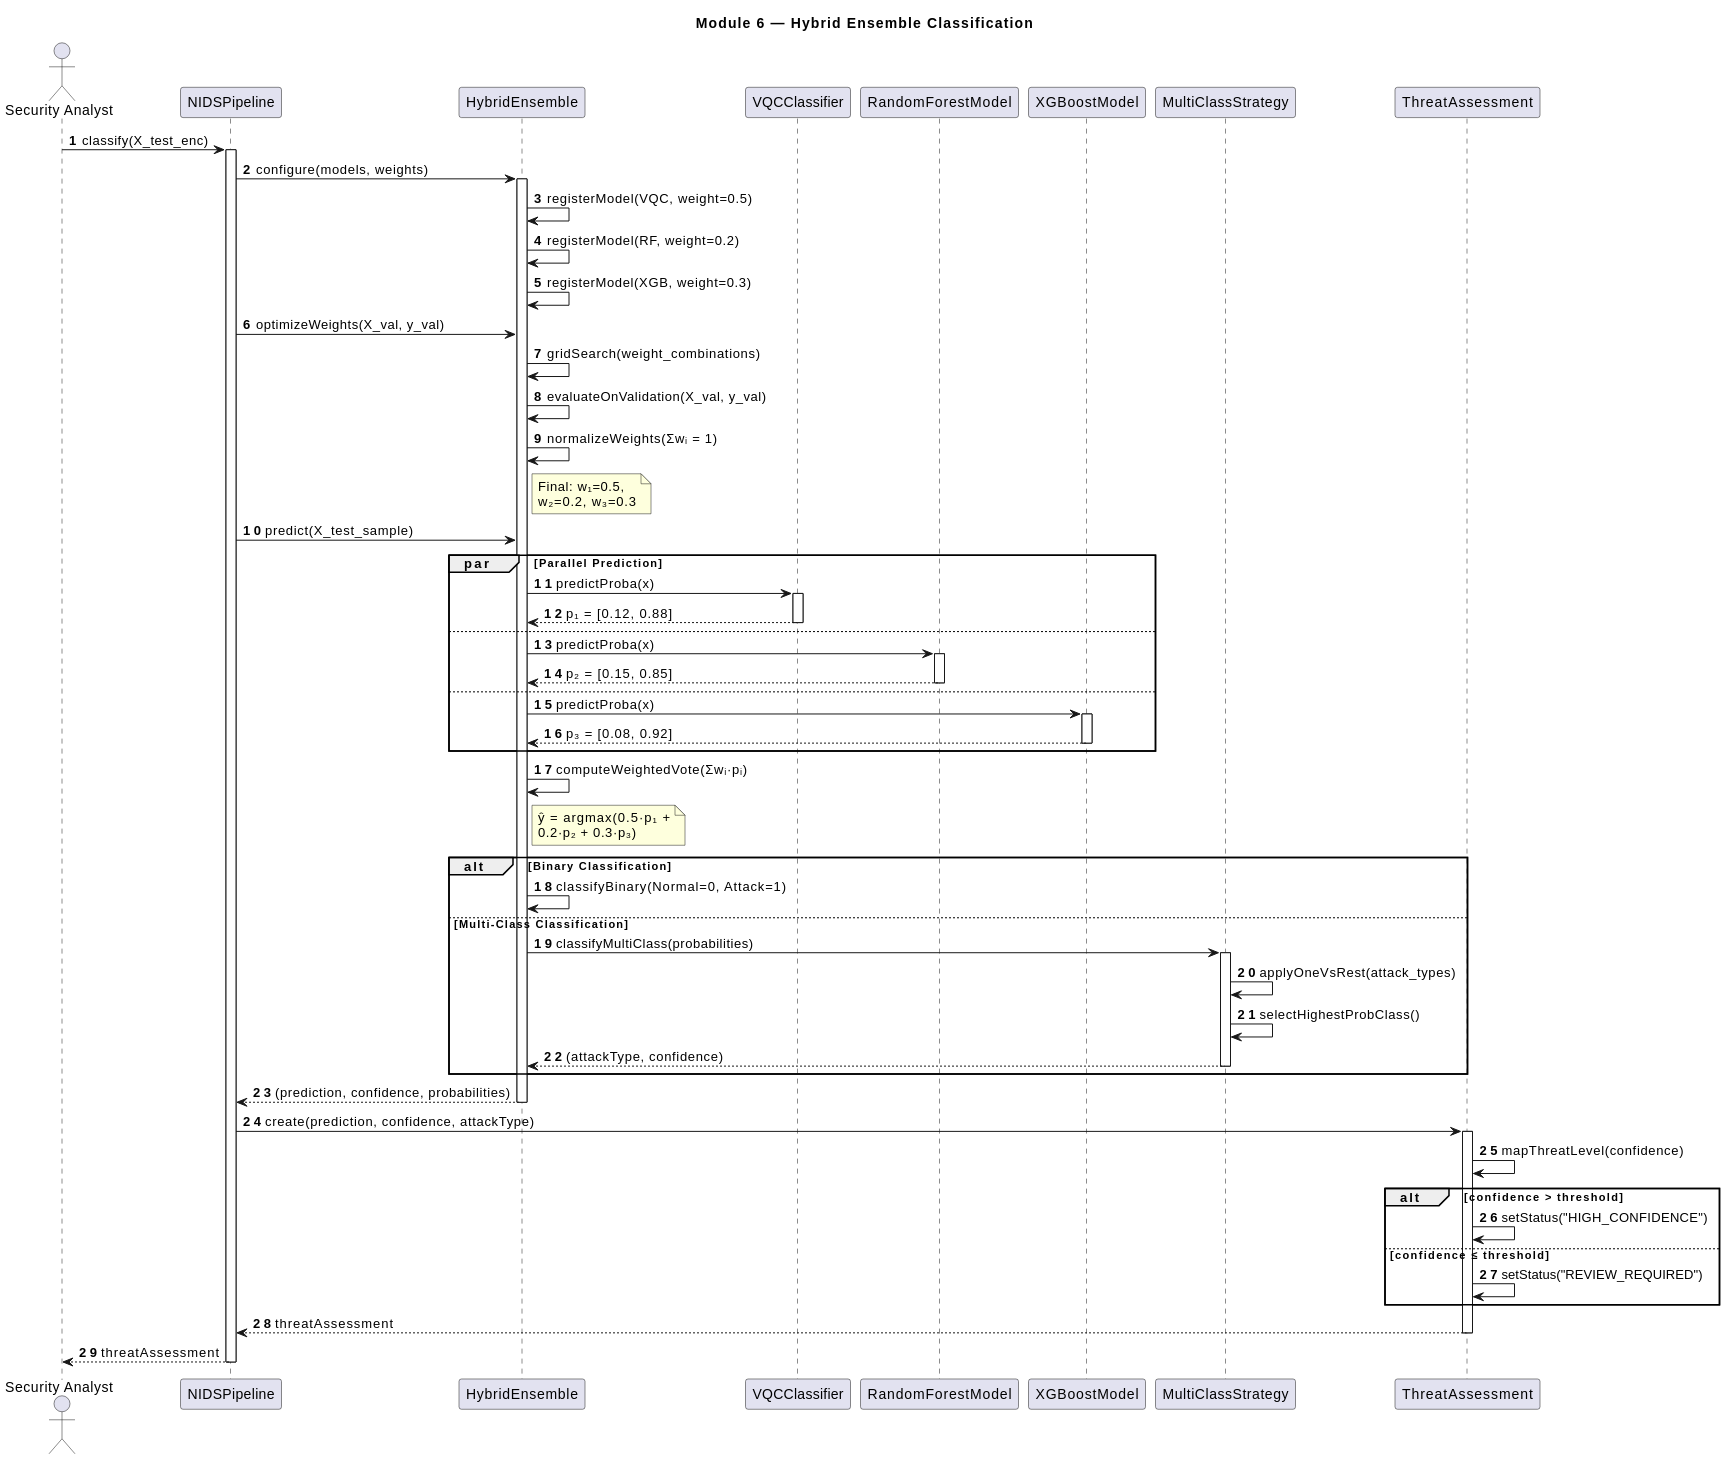 Module 6 — Hybrid Ensemble Classification
Security Analyst
NIDSPipeline
HybridEnsemble
VQCClassifier
RandomForestModel
XGBoostModel
MultiClassStrategy
ThreatAssessment
1 classify(X_test_enc)
2 configure(models, weights)
3 registerModel(VQC, weight=0.5)
4 registerModel(RF, weight=0.2)
5 registerModel(XGB, weight=0.3)
6 optimizeWeights(X_val, y_val)
7 gridSearch(weight_combinations)
8 evaluateOnValidation(X_val, y_val)
9 normalizeWeights(Σwᵢ = 1)
Final: w₁=0.5,
w₂=0.2, w₃=0.3
10 predict(X_test_sample)
par [Parallel Prediction]
11 predictProba(x)
12 p₁ = [0.12, 0.88]
13 predictProba(x)
14 p₂ = [0.15, 0.85]
15 predictProba(x)
16 p₃ = [0.08, 0.92]
17 computeWeightedVote(Σwᵢ·pᵢ)
ŷ = argmax(0.5·p₁ +
0.2·p₂ + 0.3·p₃)
alt [Binary Classification]
18 classifyBinary(Normal=0, Attack=1)
[Multi-Class Classification]
19 classifyMultiClass(probabilities)
20 applyOneVsRest(attack_types)
21 selectHighestProbClass()
22 (attackType, confidence)
23 (prediction, confidence, probabilities)
24 create(prediction, confidence, attackType)
25 mapThreatLevel(confidence)
alt [confidence > threshold]
26 setStatus("HIGH_CONFIDENCE")
[confidence ≤ threshold]
27 setStatus("REVIEW_REQUIRED")
28 threatAssessment
29 threatAssessment
Security Analyst
NIDSPipeline
HybridEnsemble
VQCClassifier
RandomForestModel
XGBoostModel
MultiClassStrategy
ThreatAssessment